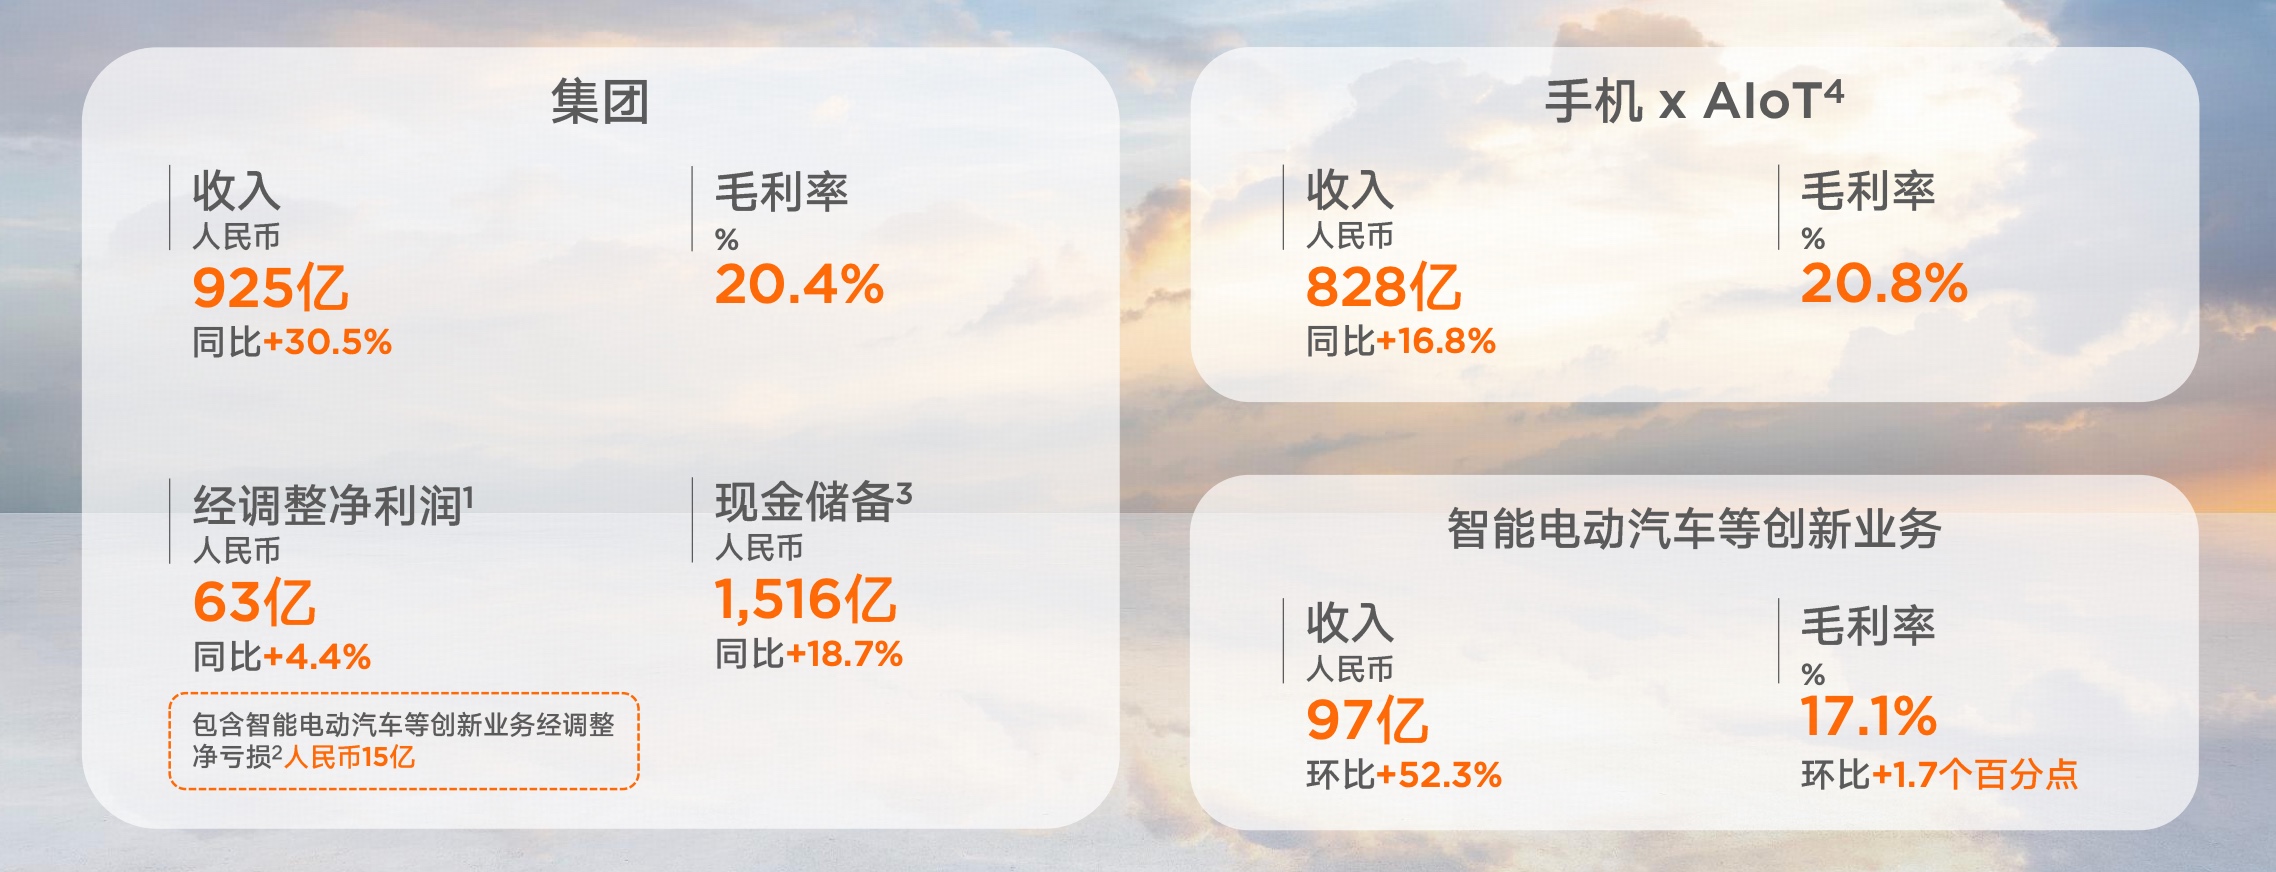 集团
收入
人民币
925亿
同比+30.5%
毛利率
%
20.4%
经调整净利润¹
人民币
63亿
同比+4.4%
包含智能电动汽车等创新业务经调整
净亏损²人民币15亿
现金储备³
人民币
1,516亿
同比+18.7%
手机 x AIoT⁴
收入
人民币
828亿
同比+16.8%
毛利率
%
20.8%
智能电动汽车等创新业务
收入
人民币
97亿
环比+52.3%
毛利率
%
17.1%
环比+1.7个百分点